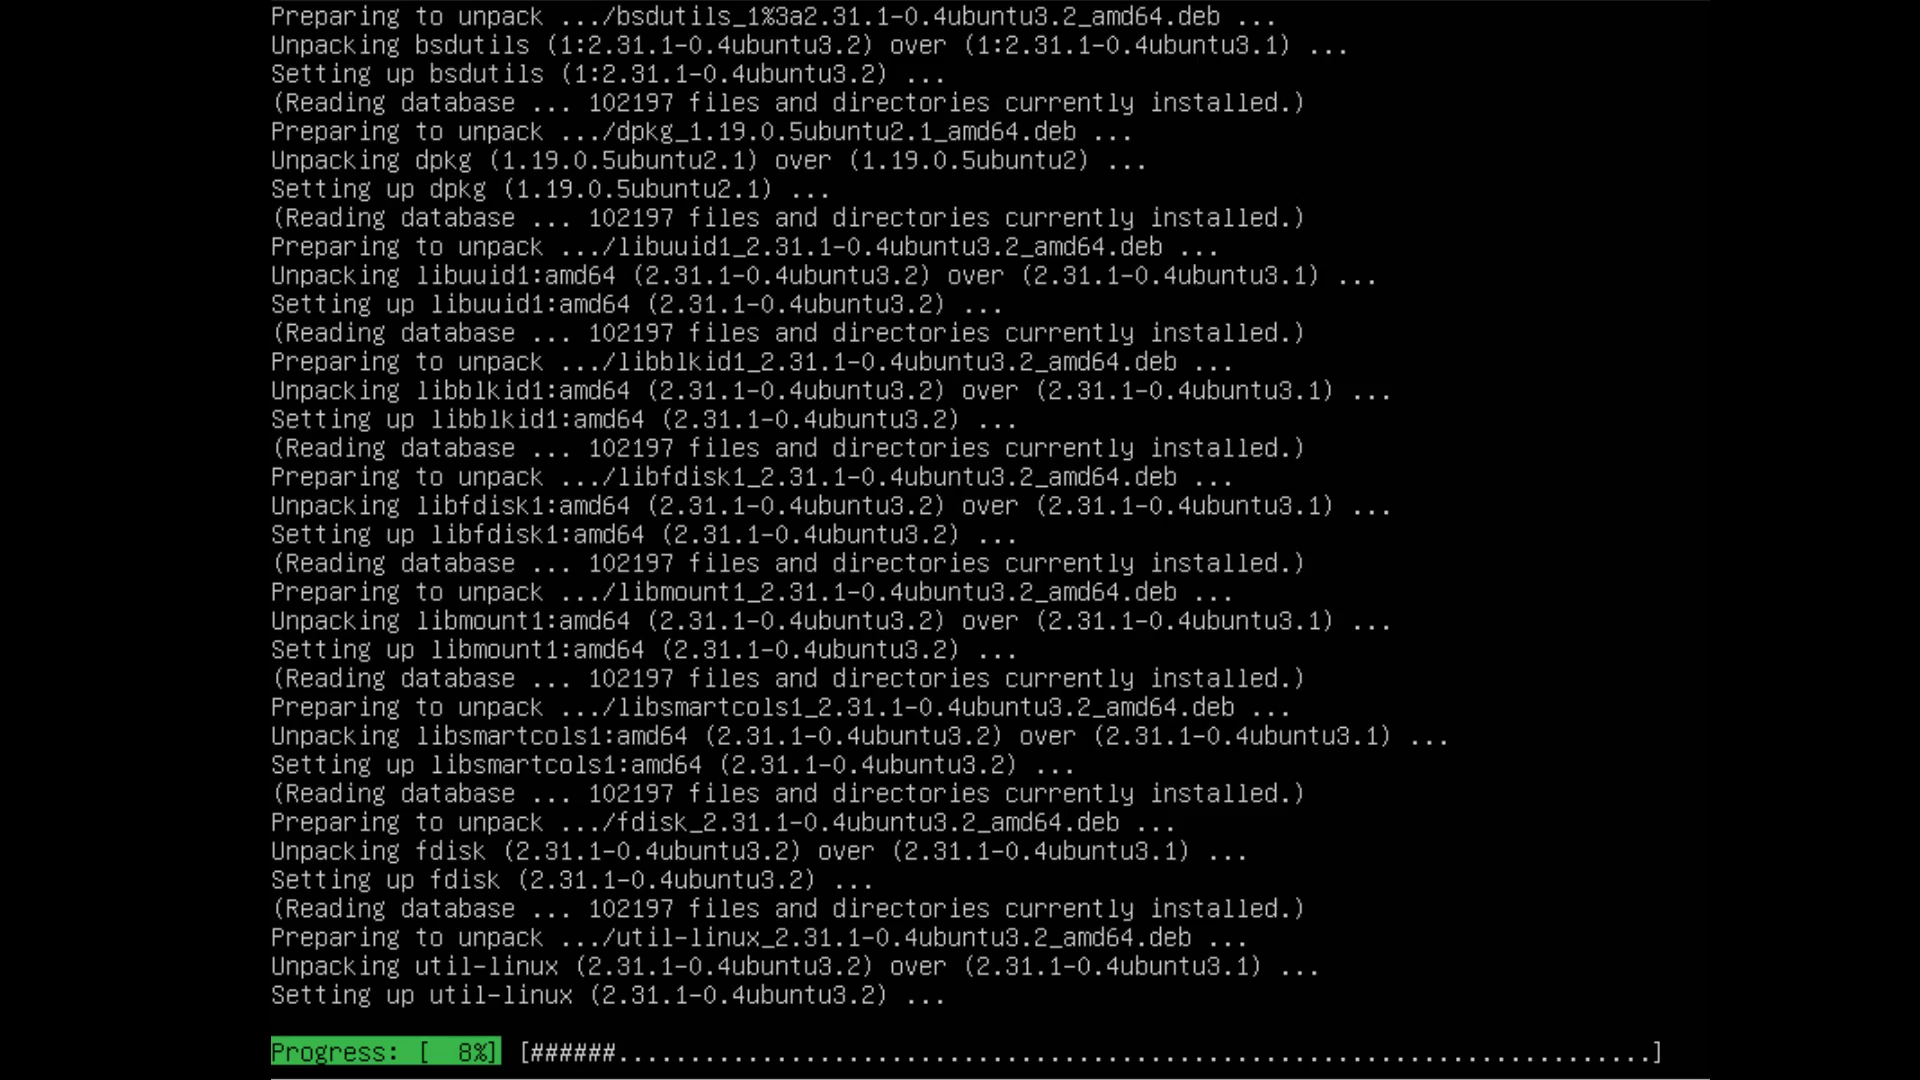 Preparing to unpack .../bsdutils_1%3a2.31.1-0.4ubuntu3.2_amd64.deb ...
Unpacking bsdutils (1:2.31.1-0.4ubuntu3.2) over (1:2.31.1-0.4ubuntu3.1) ...
Setting up bsdutils (1:2.31.1-0.4ubuntu3.2) ...
(Reading database ... 102197 files and directories currently installed.)
Preparing to unpack .../dpkg_1.19.0.5ubuntu2.1_amd64.deb ...
Unpacking dpkg (1.19.0.5ubuntu2.1) over (1.19.0.5ubuntu2) ...
Setting up dpkg (1.19.0.5ubuntu2.1) ...
(Reading database ... 102197 files and directories currently installed.)
Preparing to unpack .../libuuid1_2.31.1-0.4ubuntu3.2_amd64.deb ...
Unpacking libuuid1:amd64 (2.31.1-0.4ubuntu3.2) over (2.31.1-0.4ubuntu3.1) ...
Setting up libuuid1:amd64 (2.31.1-0.4ubuntu3.2) ...
(Reading database ... 102197 files and directories currently installed.)
Preparing to unpack .../libblkid1_2.31.1-0.4ubuntu3.2_amd64.deb ...
Unpacking libblkid1:amd64 (2.31.1-0.4ubuntu3.2) over (2.31.1-0.4ubuntu3.1) ...
Setting up libblkid1:amd64 (2.31.1-0.4ubuntu3.2) ...
(Reading database ... 102197 files and directories currently installed.)
Preparing to unpack .../libfdisk1_2.31.1-0.4ubuntu3.2_amd64.deb ...
Unpacking libfdisk1:amd64 (2.31.1-0.4ubuntu3.2) over (2.31.1-0.4ubuntu3.1) ...
Setting up libfdisk1:amd64 (2.31.1-0.4ubuntu3.2) ...
(Reading database ... 102197 files and directories currently installed.)
Preparing to unpack .../libmount1_2.31.1-0.4ubuntu3.2_amd64.deb ...
Unpacking libmount1:amd64 (2.31.1-0.4ubuntu3.2) over (2.31.1-0.4ubuntu3.1) ...
Setting up libmount1:amd64 (2.31.1-0.4ubuntu3.2) ...
(Reading database ... 102197 files and directories currently installed.)
Preparing to unpack .../libsmartcols1_2.31.1-0.4ubuntu3.2_amd64.deb ...
Unpacking libsmartcols1:amd64 (2.31.1-0.4ubuntu3.2) over (2.31.1-0.4ubuntu3.1) ...
Setting up libsmartcols1:amd64 (2.31.1-0.4ubuntu3.2) ...
(Reading database ... 102197 files and directories currently installed.)
Preparing to unpack .../fdisk_2.31.1-0.4ubuntu3.2_amd64.deb ...
Unpacking fdisk (2.31.1-0.4ubuntu3.2) over (2.31.1-0.4ubuntu3.1) ...
Setting up fdisk (2.31.1-0.4ubuntu3.2) ...
(Reading database ... 102197 files and directories currently installed.)
Preparing to unpack .../util-linux_2.31.1-0.4ubuntu3.2_amd64.deb ...
Unpacking util-linux (2.31.1-0.4ubuntu3.2) over (2.31.1-0.4ubuntu3.1) ...
Setting up util-linux (2.31.1-0.4ubuntu3.2) ...
Progress: [  8%] [######........................................................................]